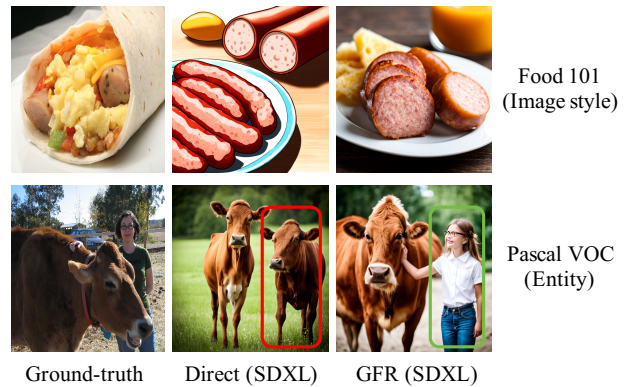 Food 101
(Image style)
Pascal VOC
(Entity)
Ground-truth
Direct (SDXL)
GFR (SDXL)